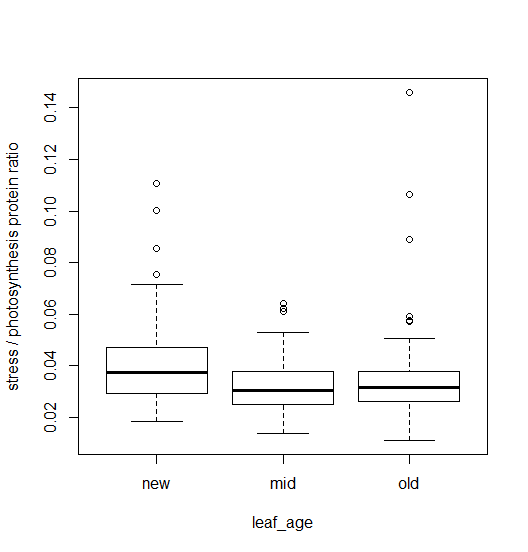 stress / photosynthesis protein ratio
0.14
0.12
0.10
0.08
0.06
0.04
0.02
new mid old
leaf_age